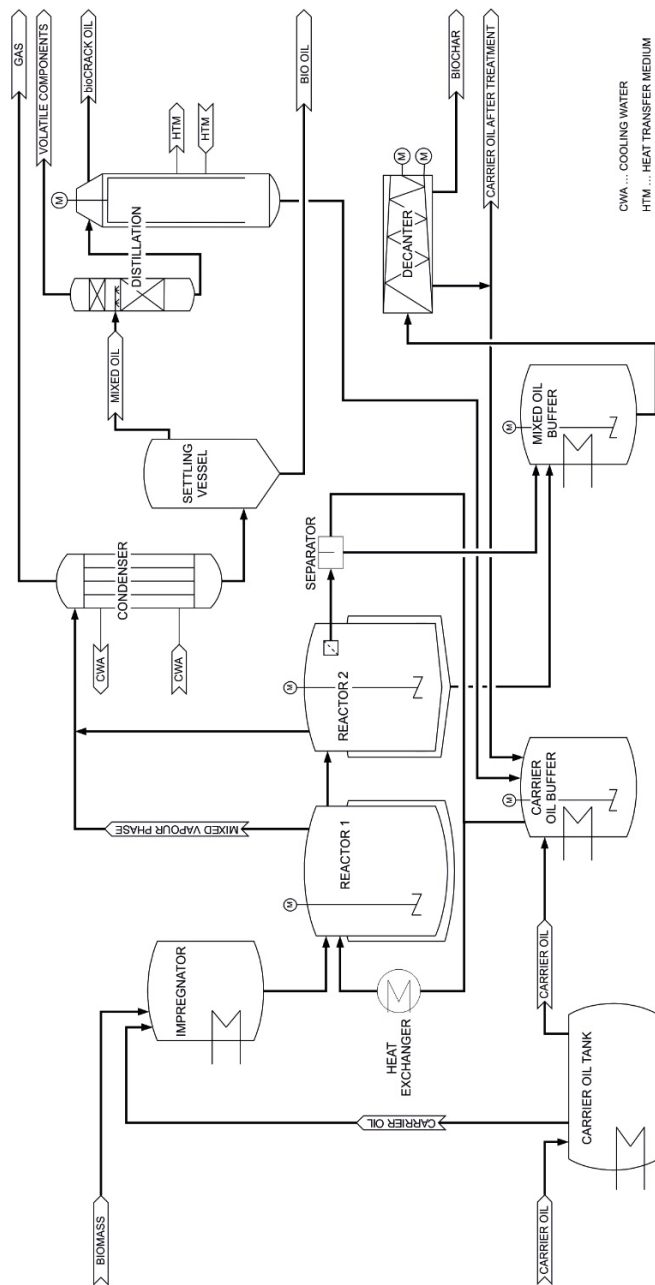 GAS
VOLATILE COMPONENTS
bioCRACK OIL
BIO OIL
BIOCHAR
CARRIER OIL AFTER TREATMENT
M
HTM
HTM
DISTILLATION
MIXED OIL
SETTLING
VESSEL
CONDENSER
CWA
CWA
M
M
DECANTER
CWA ... COOLING WATER
HTM ... HEAT TRANSFER MEDIUM
SEPARATOR
M
MIXED OIL
BUFFER
M
REACTOR 2
MIXED VAPOUR PHASE
M
REACTOR 1
M
CARRIER
OIL BUFFER
IMPREGNATOR
HEAT
EXCHANGER
CARRIER OIL
CARRIER OIL
CARRIER OIL TANK
BIOMASS
CARRIER OIL